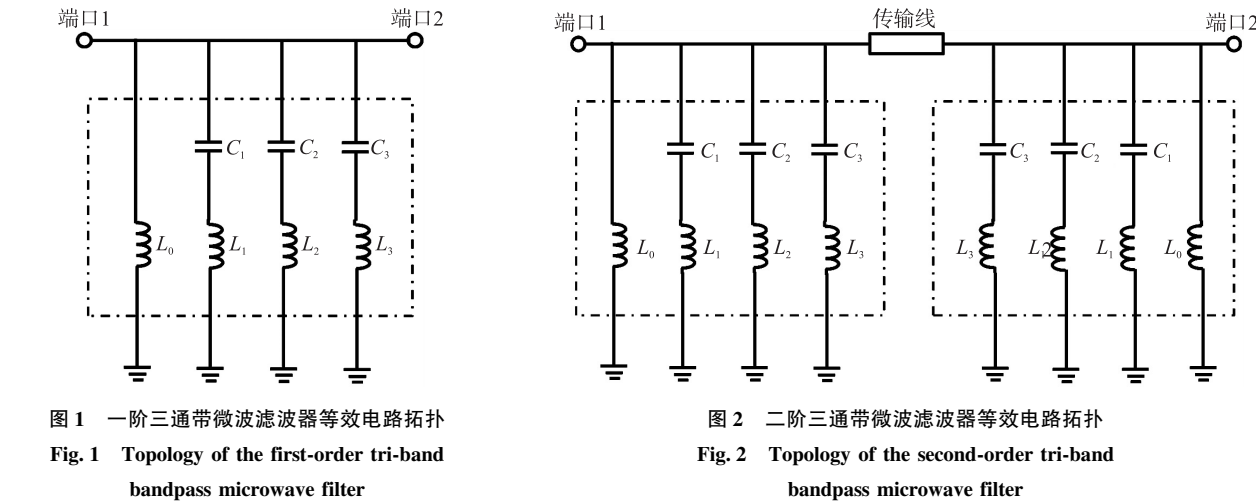 端口1 端口2
C1 C2 C3
L0 L1 L2 L3
图 1 一阶三通带微波滤波器等效电路拓扑
Fig. 1 Topology of the first-order tri-band
bandpass microwave filter
端口1 传输线 端口2
C1 C2 C3 C3 C2 C1
L0 L1 L2 L3 L3 L2 L1 L0
图 2 二阶三通带微波滤波器等效电路拓扑
Fig. 2 Topology of the second-order tri-band
bandpass microwave filter